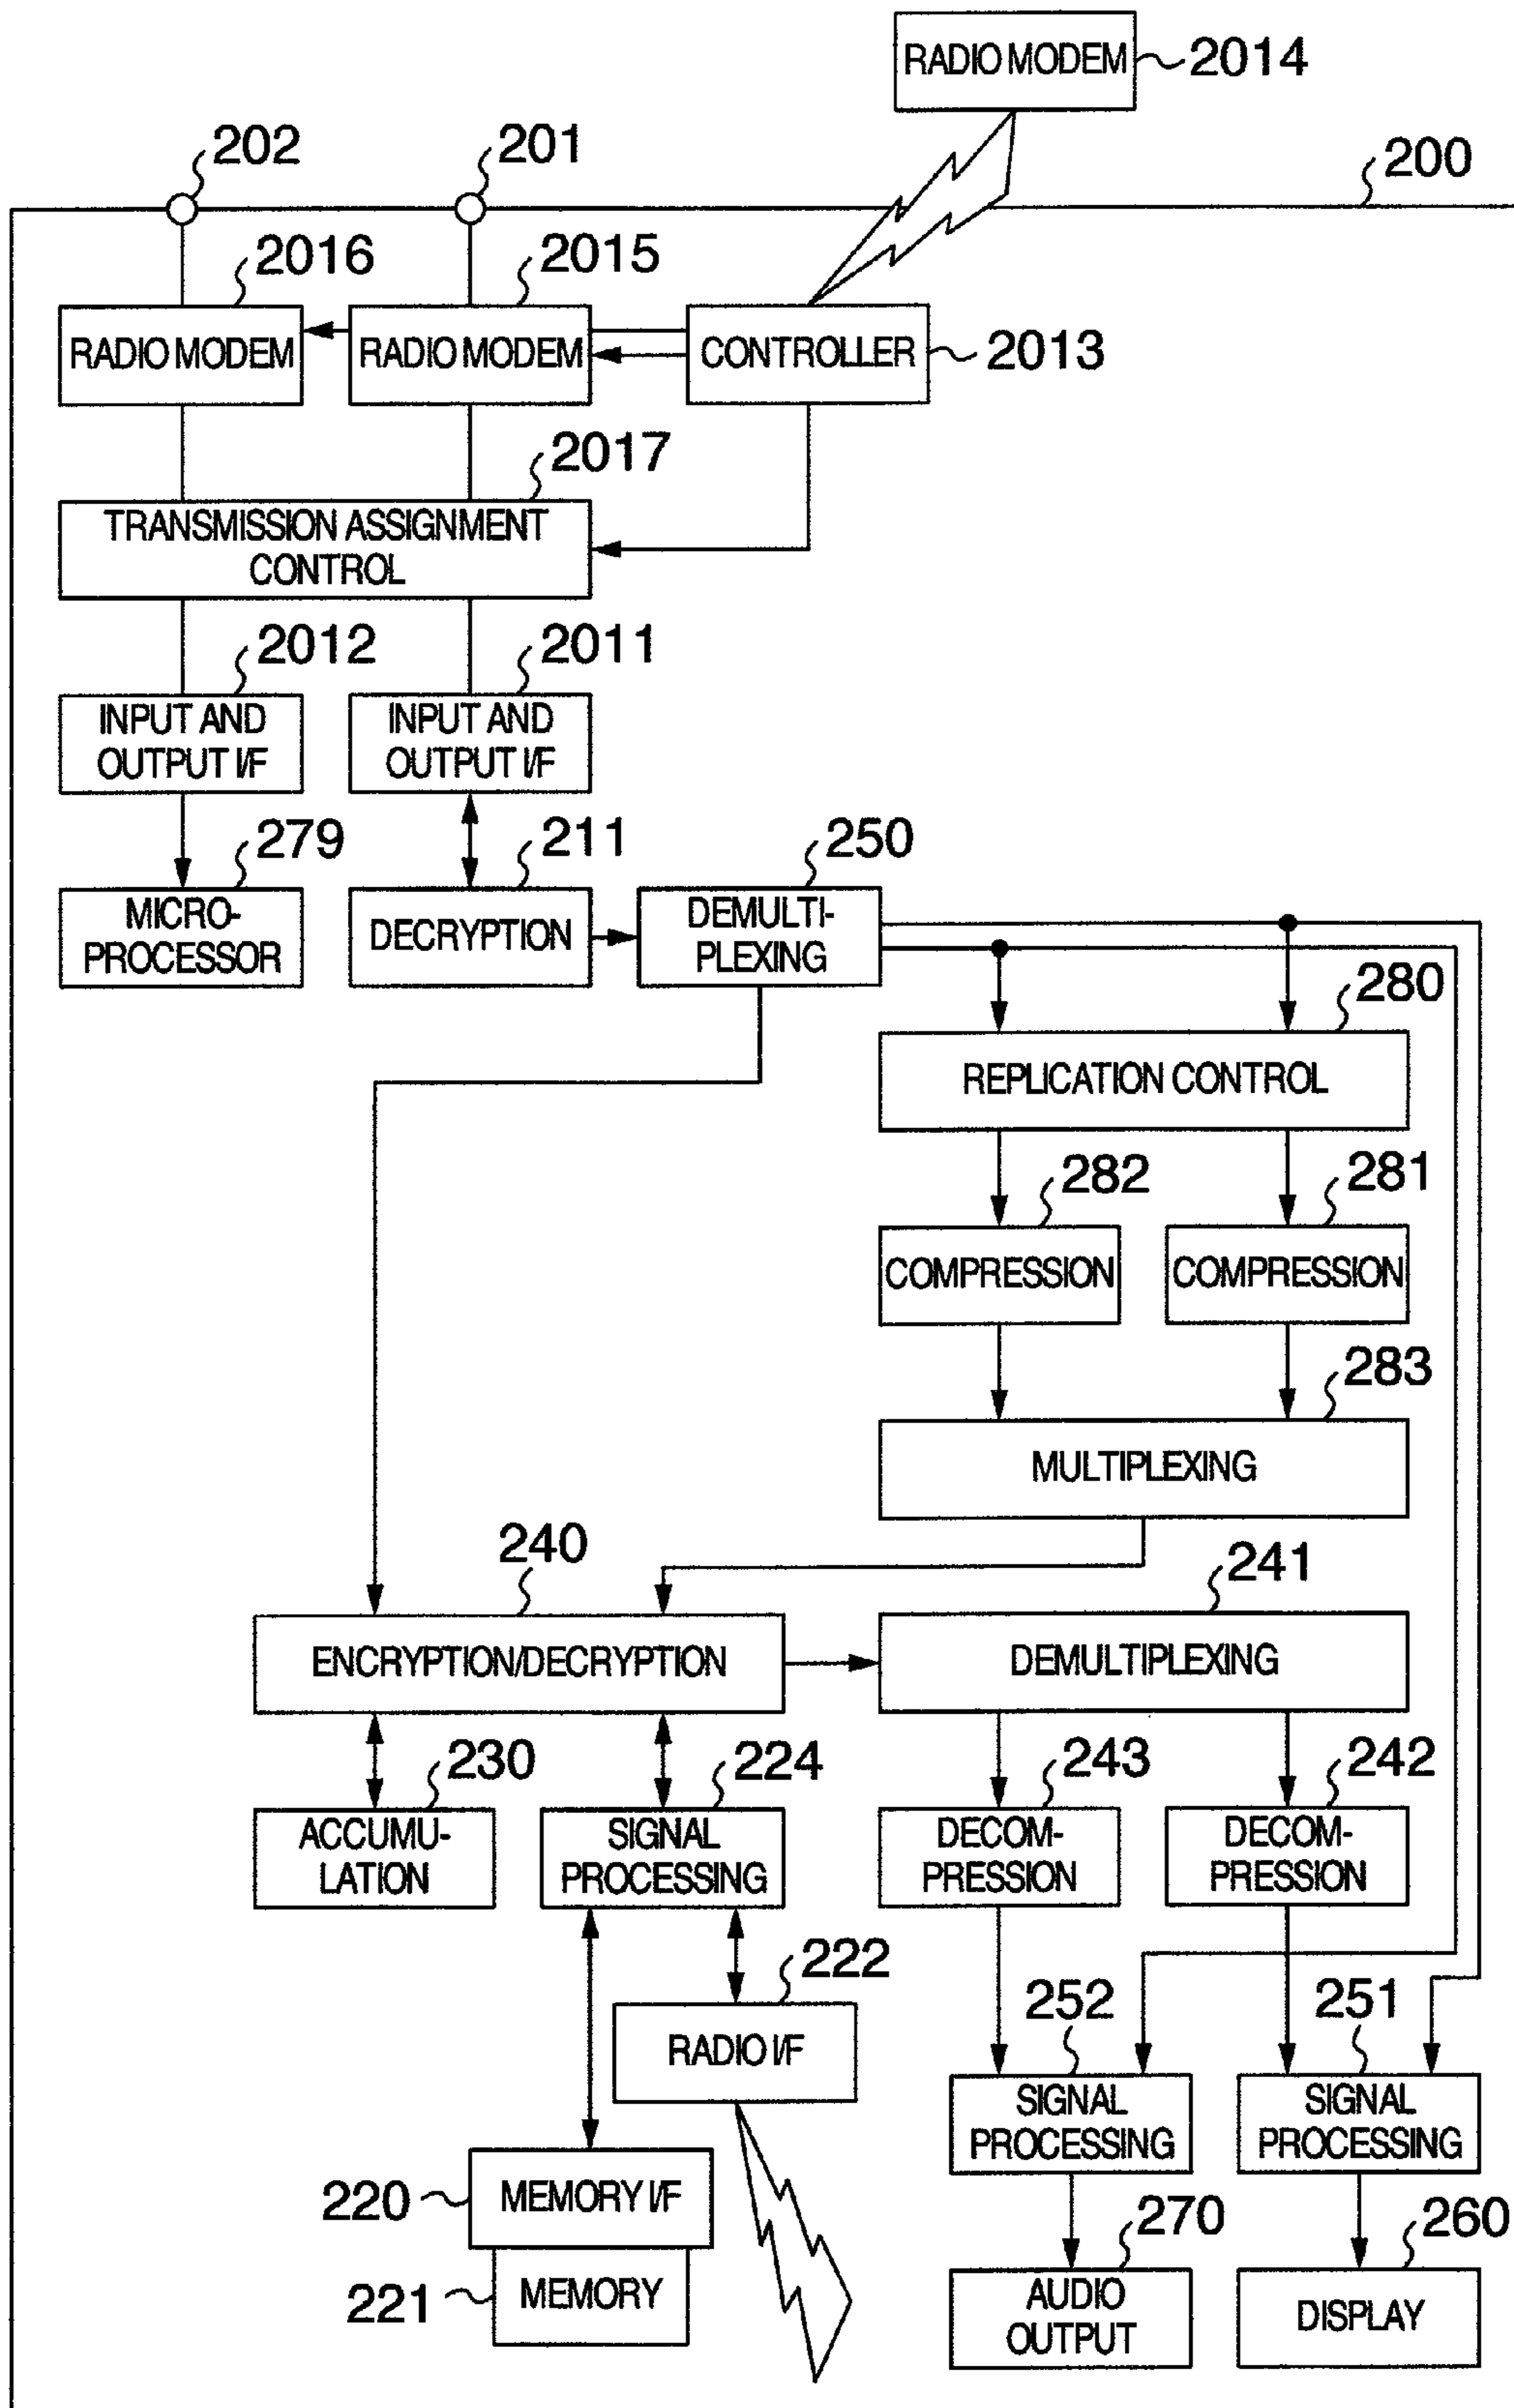 RADIO MODEM
2014
202
201
200
2016
2015
RADIO MODEM
RADIO MODEM
CONTROLLER
2013
2017
TRANSMISSION ASSIGNMENT
CONTROL
2012
2011
INPUT AND
OUTPUT I/F
INPUT AND
OUTPUT I/F
279
211
250
MICRO-
PROCESSOR
DECRYPTION
DEMULTI-
PLEXING
280
REPLICATION CONTROL
282
281
COMPRESSION
COMPRESSION
283
MULTIPLEXING
240
241
ENCRYPTION/DECRYPTION
DEMULTIPLEXING
230
224
243
242
ACCUMU-
LATION
SIGNAL
PROCESSING
DECOM-
PRESSION
DECOM-
PRESSION
222
252
251
RADIO I/F
SIGNAL
PROCESSING
SIGNAL
PROCESSING
220
MEMORY I/F
270
260
221
MEMORY
AUDIO
OUTPUT
DISPLAY